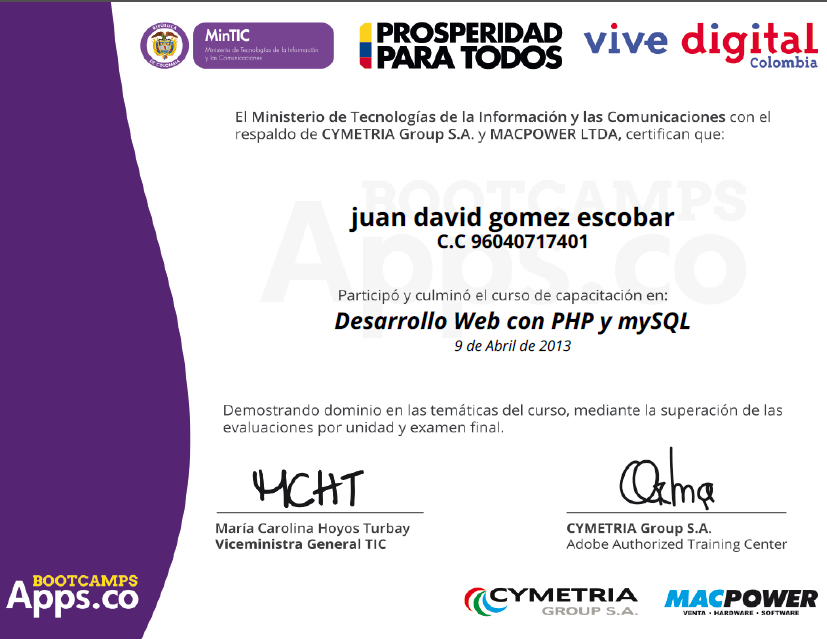 REPÚBLICA DE COLOMBIA
MinTIC
Ministerio de Tecnologías de la Información
y las Comunicaciones
PROSPERIDAD
PARA TODOS
vive digital
Colombia
El Ministerio de Tecnologías de la Información y las Comunicaciones con el
respaldo de CYMETRIA Group S.A. y MACPOWER LTDA, certifican que:
BOOTCAMPS
Apps.co
juan david gomez escobar
C.C 96040717401
Participó y culminó el curso de capacitación en:
Desarrollo Web con PHP y mySQL
9 de Abril de 2013
Demostrando dominio en las temáticas del curso, mediante la superación de las
evaluaciones por unidad y examen final.
MCHT
María Carolina Hoyos Turbay
Viceministra General TIC
CYMETRIA Group S.A.
Adobe Authorized Training Center
BOOTCAMPS
Apps.co
CYMETRIA
GROUP S.A.
MACPOWER
VENTA • HARDWARE • SOFTWARE